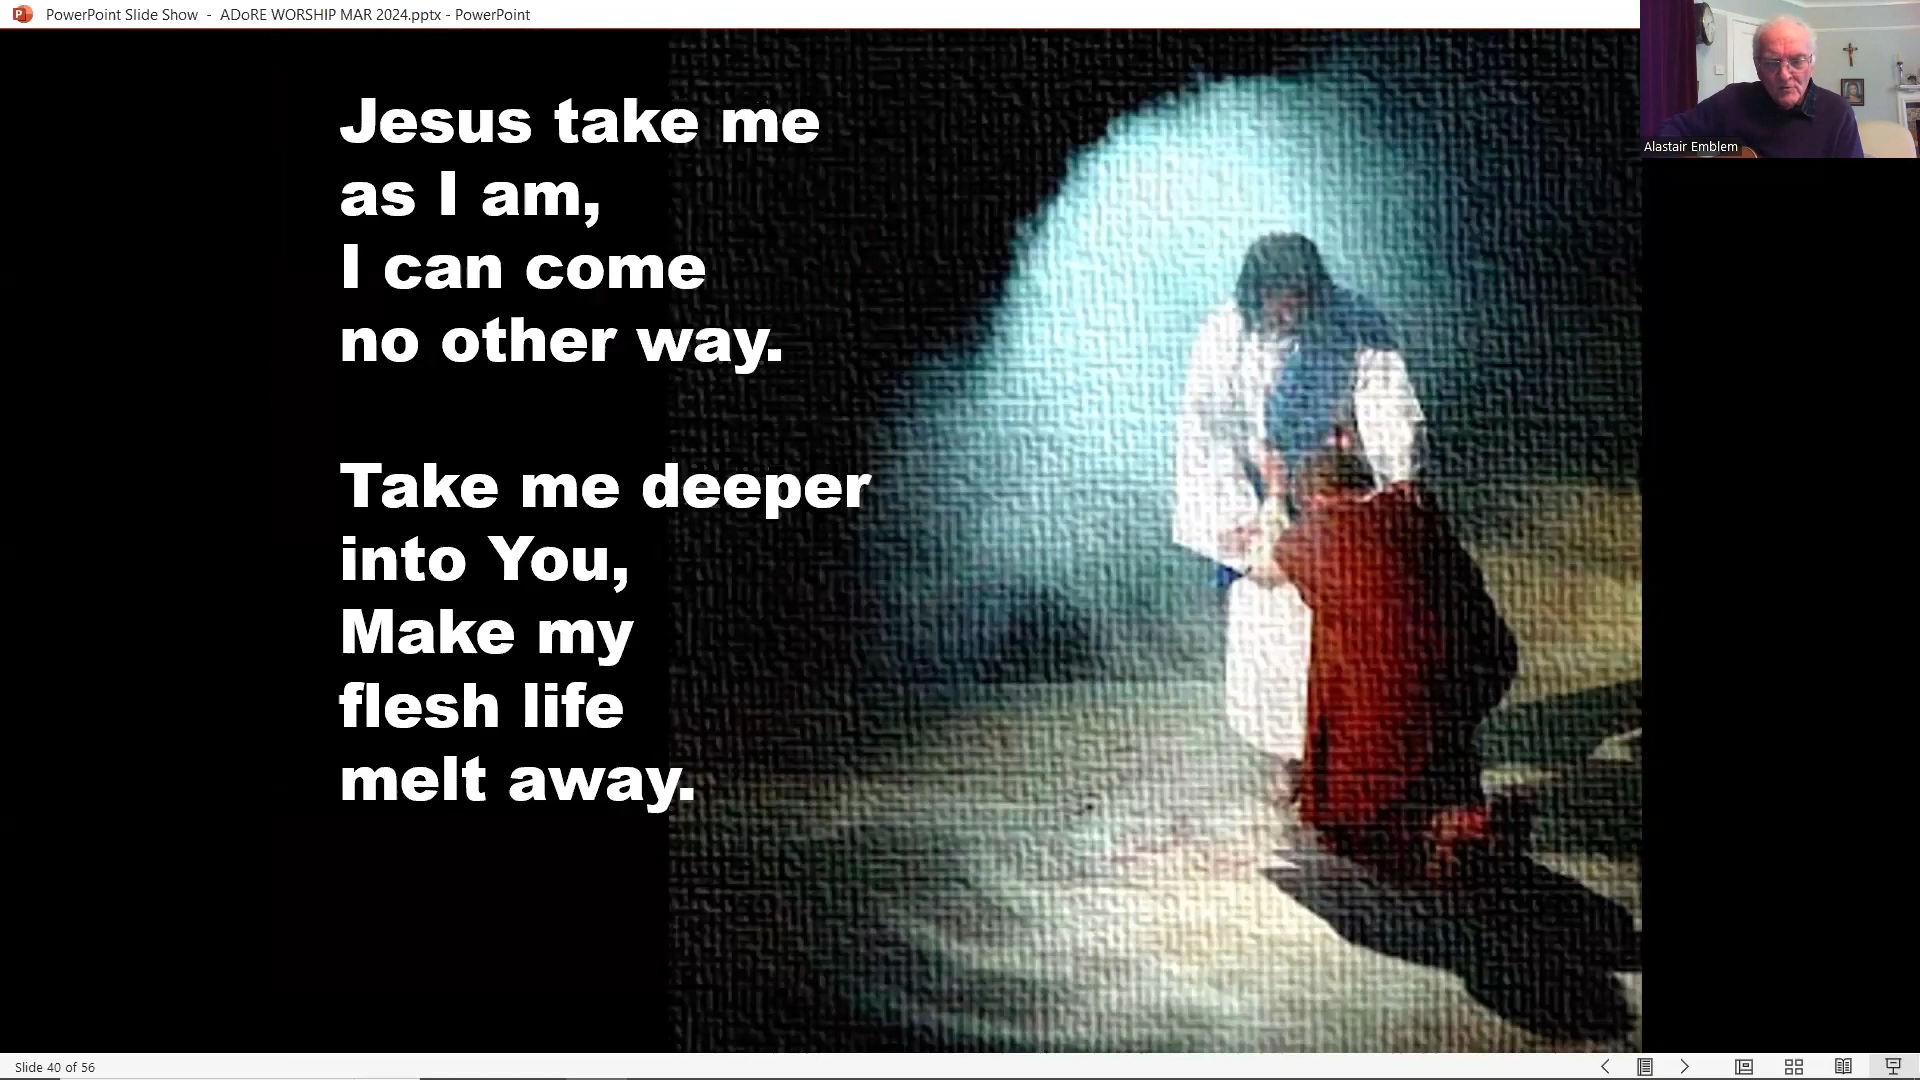 PowerPoint Slide Show - ADoRE WORSHIP MAR 2024.pptx - PowerPoint
Alastair Emblem
Jesus take me
as I am,
I can come
no other way.
Take me deeper
into You,
Make my
flesh life
melt away.
Slide 40 of 56